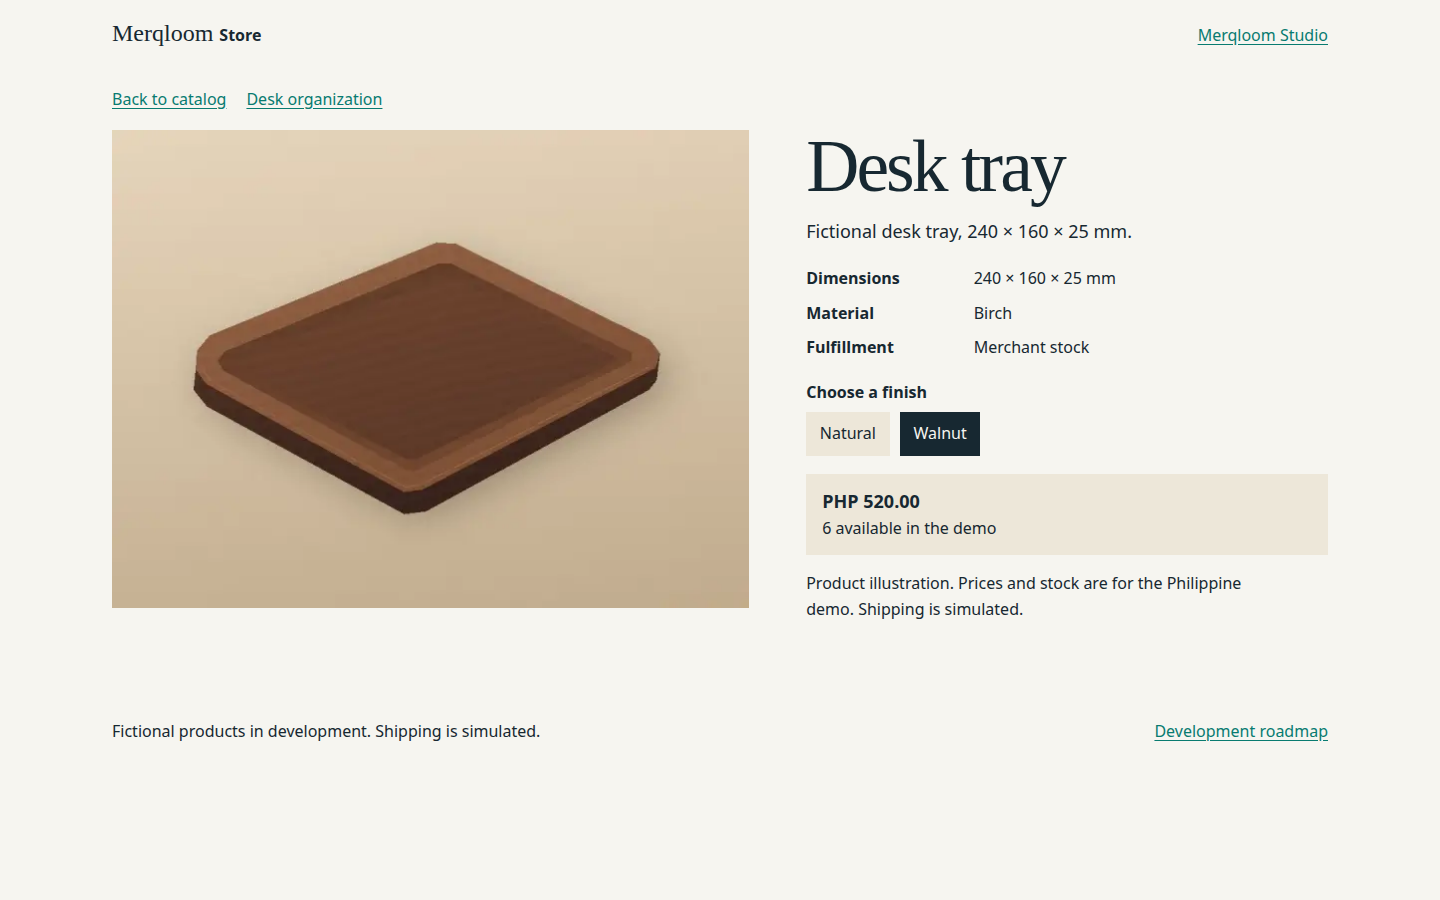 Merqloom Store
Merqloom Studio
Back to catalog
Desk organization
Desk tray
Fictional desk tray, 240 × 160 × 25 mm.
Dimensions 240 × 160 × 25 mm
Material Birch
Fulfillment Merchant stock
Choose a finish
Natural
Walnut
PHP 520.00
6 available in the demo
Product illustration. Prices and stock are for the Philippine
demo. Shipping is simulated.
Fictional products in development. Shipping is simulated.
Development roadmap